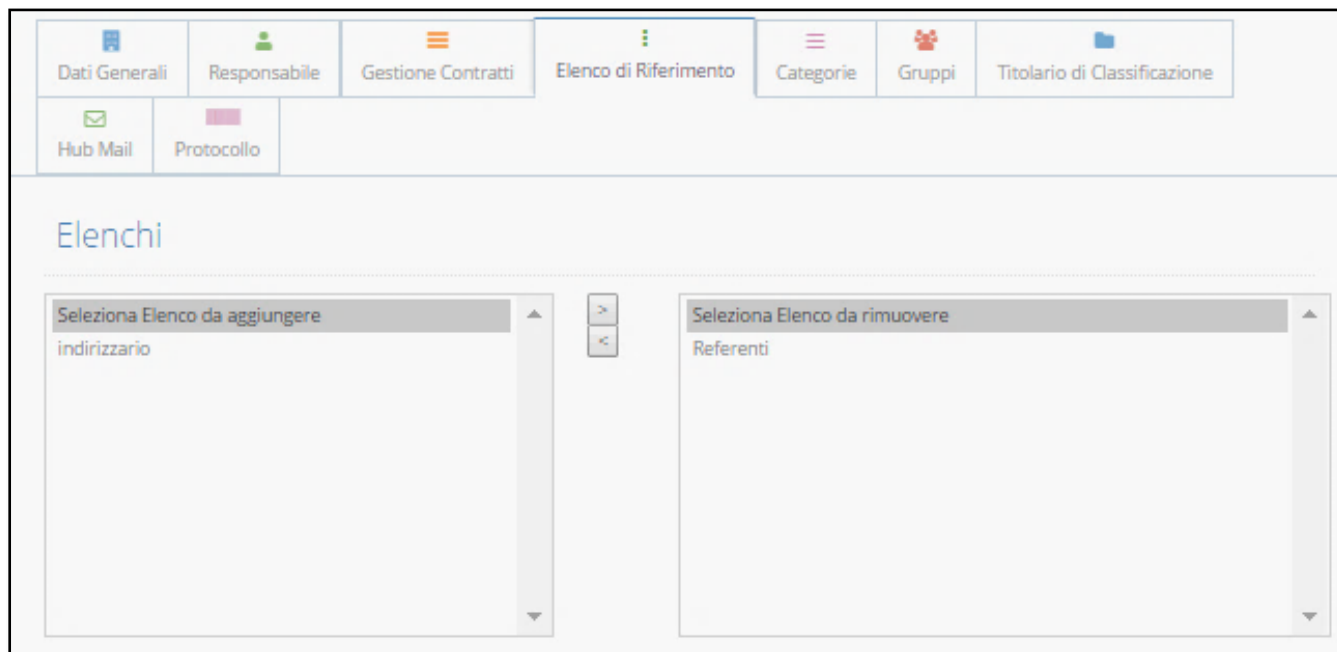 Dati Generali Responsabile Gestione Contratti Elenco di Riferimento Categorie Gruppi Titolario di Classificazione
Hub Mail Protocollo
Elenchi
Seleziona Elenco da aggiungere > Seleziona Elenco da rimuovere
indirizzario < Referenti